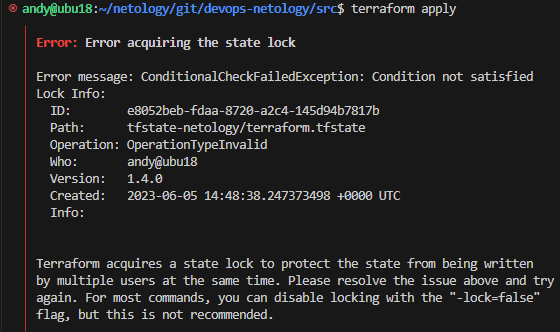 andy@ubu18:~/netology/git/devops-netology/src$ terraform apply
Error: Error acquiring the state lock
Error message: ConditionalCheckFailedException: Condition not satisfied
Lock Info:
ID: e8052beb-fdaa-8720-a2c4-145d94b7817b
Path: tfstate-netology/terraform.tfstate
Operation: OperationTypeInvalid
Who: andy@ubu18
Version: 1.4.0
Created: 2023-06-05 14:48:38.247373498 +0000 UTC
Info:
Terraform acquires a state lock to protect the state from being written
by multiple users at the same time. Please resolve the issue above and try
again. For most commands, you can disable locking with the "-lock=false"
flag, but this is not recommended.